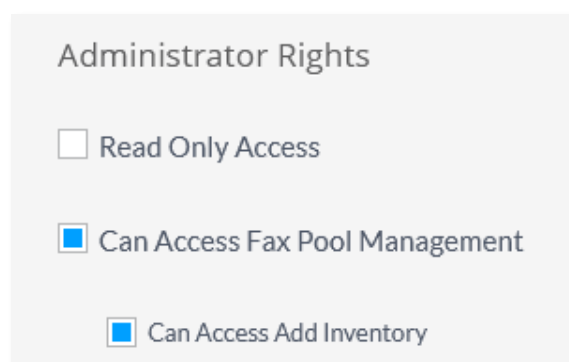 Administrator Rights
Read Only Access
Can Access Fax Pool Management
Can Access Add Inventory